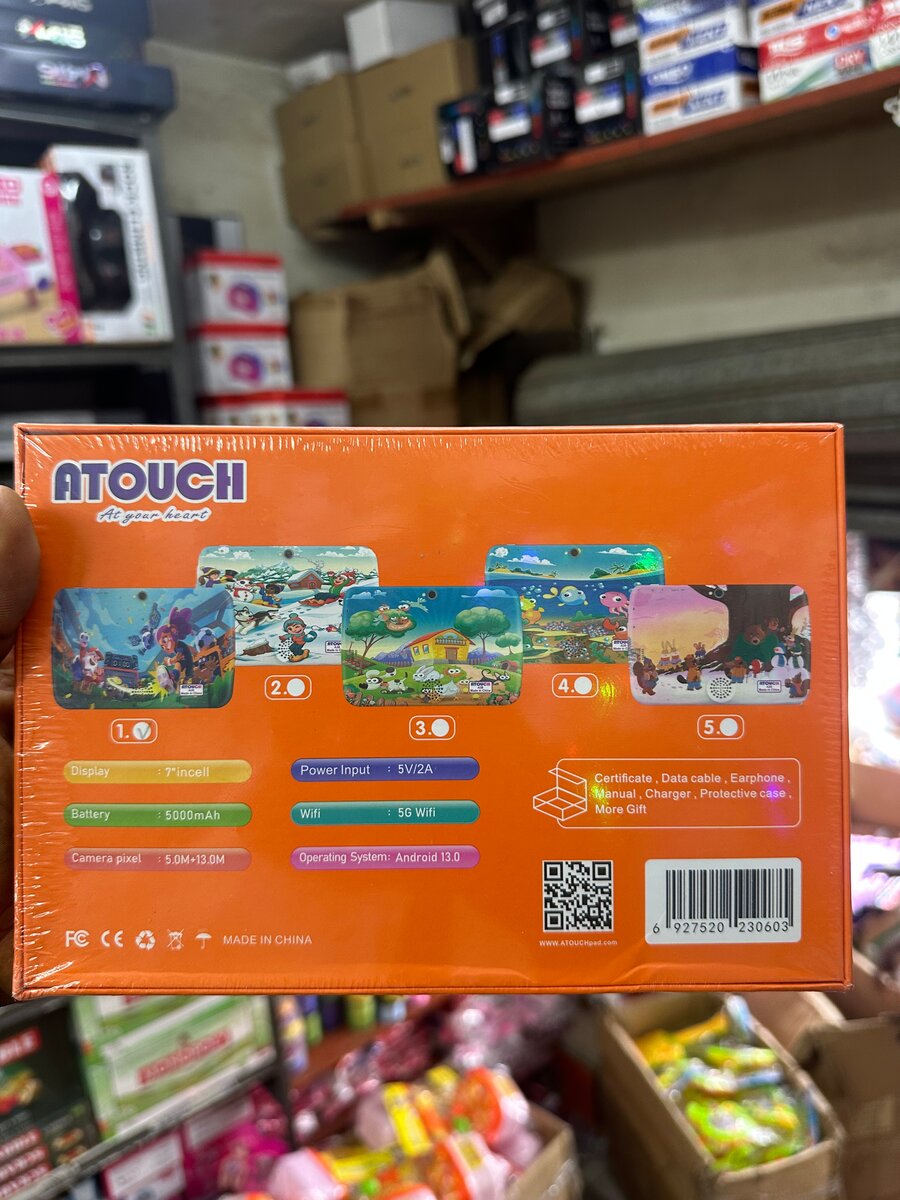 ATOUCH
At your heart
1.
2.
3.
4.
5.
Display : 7"incell
Battery : 5000mAh
Camera pixel : 5.0M+13.0M
Power Input : 5V/2A
Wifi : 5G Wifi
Operating System: Android 13.0
Certificate , Data cable , Earphone ,
Manual , Charger , Protective case ,
More Gift
FC CE MADE IN CHINA
WWW.ATOUCHpad.com
6 927520 230603